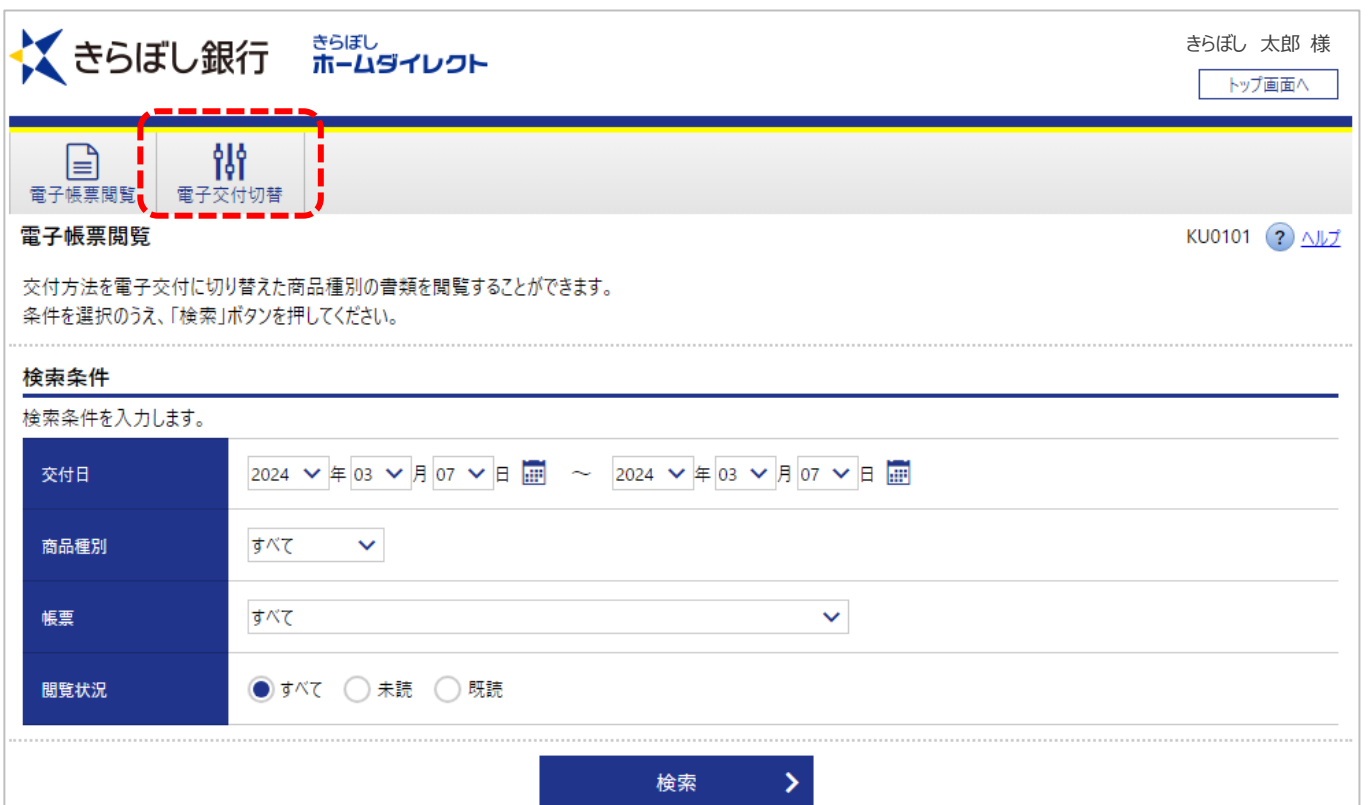 きらぼし銀行 きらぼし ホームダイレクト
きらぼし 太郎 様
トップ画面へ
電子帳票閲覧 電子交付切替
電子帳票閲覧 KU0101 ? ヘルプ
交付方法を電子交付に切り替えた商品種別の書類を閲覧することができます。
条件を選択のうえ、「検索」ボタンを押してください。
検索条件
検索条件を入力します。
交付日 2024 年 03 月 07 日 ～ 2024 年 03 月 07 日
商品種別 すべて
帳票 すべて
閲覧状況 すべて 未読 既読
検索